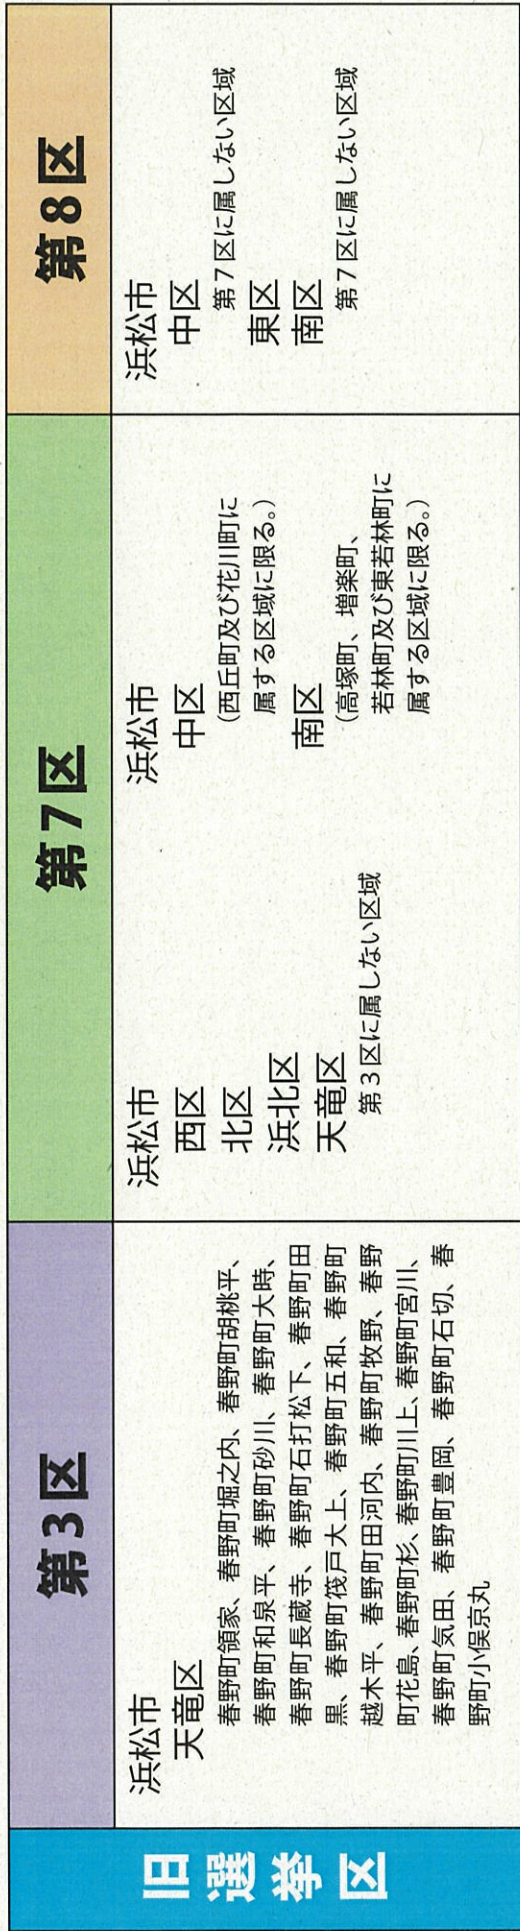 旧選挙区
第3区
浜松市
天竜区
春野町領家、春野町堀之内、春野町胡桃平、
春野町和泉平、春野町砂川、春野町大時、
春野町長蔵寺、春野町石打松下、春野町田
黒、春野町筏戸大上、春野町五和、春野町
越木平、春野町田河内、春野町牧野、春野
町花島、春野町杉、春野町川上、春野町宮川、
春野町気田、春野町豊岡、春野町石切、春
野町小俣京丸
第7区
浜松市
西区
北区
浜北区
天竜区
第3区に属しない区域
浜松市
中区
(西丘町及び花川町に
属する区域に限る。)
南区
(高塚町、増楽町、
若林町及び東若林町に
属する区域に限る。)
第8区
浜松市
中区
第7区に属しない区域
東区
南区
第7区に属しない区域